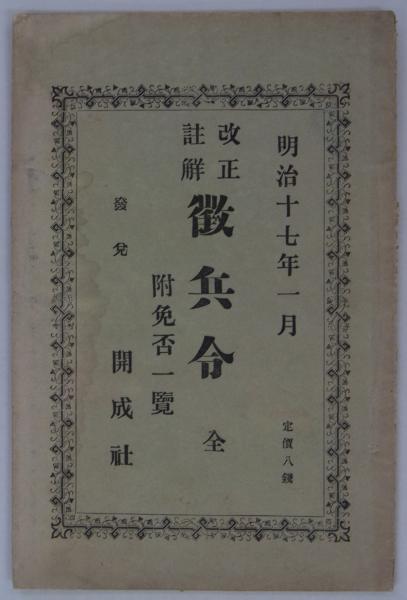 明治十七年一月
定價八錢
改正
註解
徵兵令 全
附免否一覽
發兌 開成社